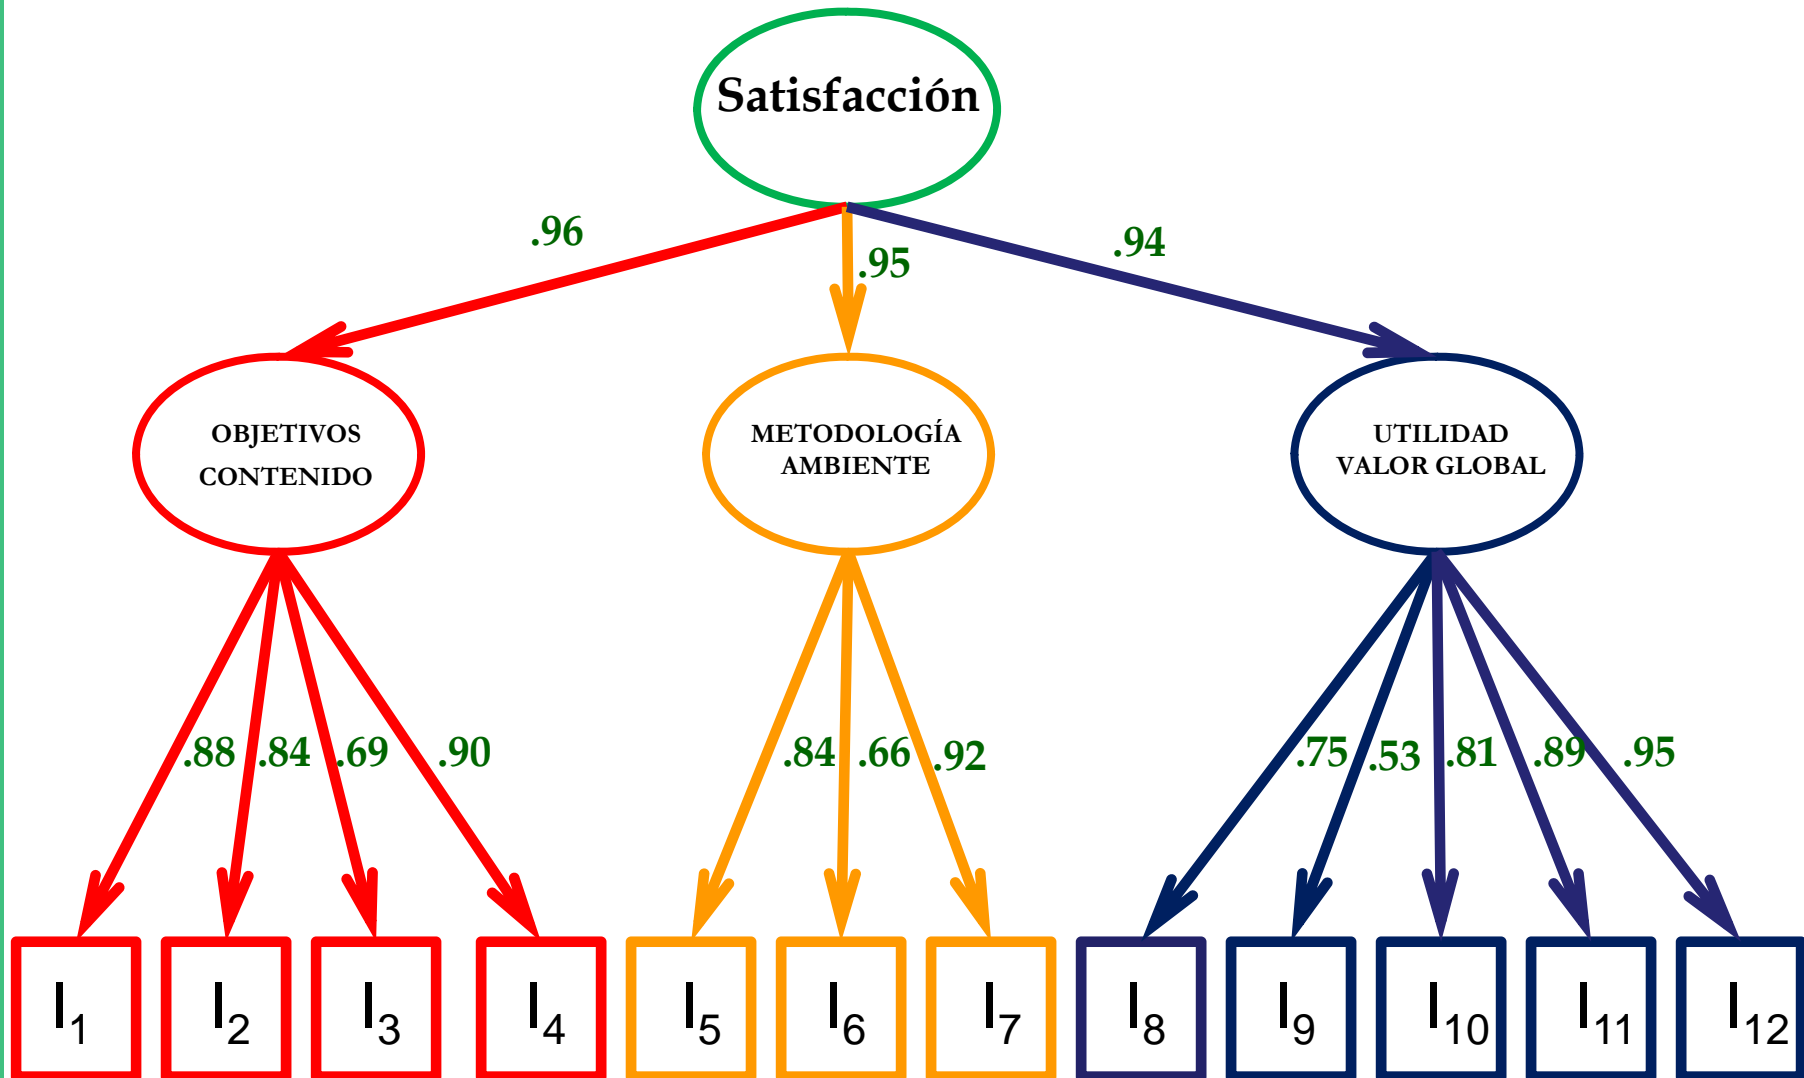 Satisfacción
.96
.95
.94
OBJETIVOS
CONTENIDO
METODOLOGÍA
AMBIENTE
UTILIDAD
VALOR GLOBAL
.88 .84 .69 .90 .84 .66 .92 .75 .53 .81 .89 .95
I1 I2 I3 I4 I5 I6 I7 I8 I9 I10 I11 I12